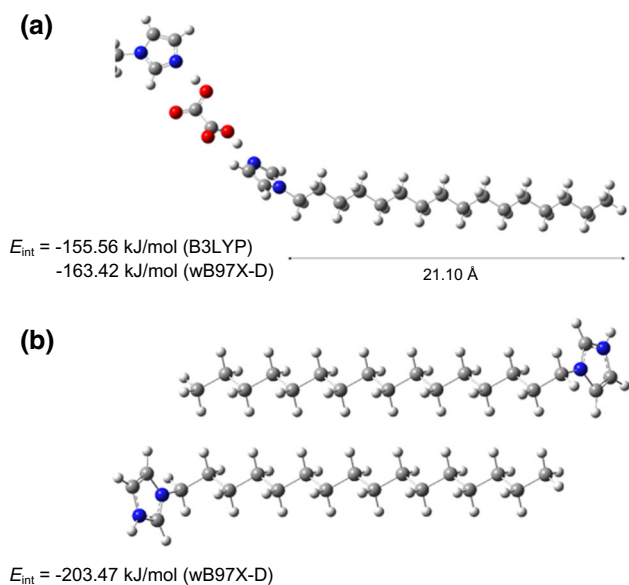 (a)
E_int = -155.56 kJ/mol (B3LYP)
-163.42 kJ/mol (wB97X-D)
21.10 Å
(b)
E_int = -203.47 kJ/mol (wB97X-D)